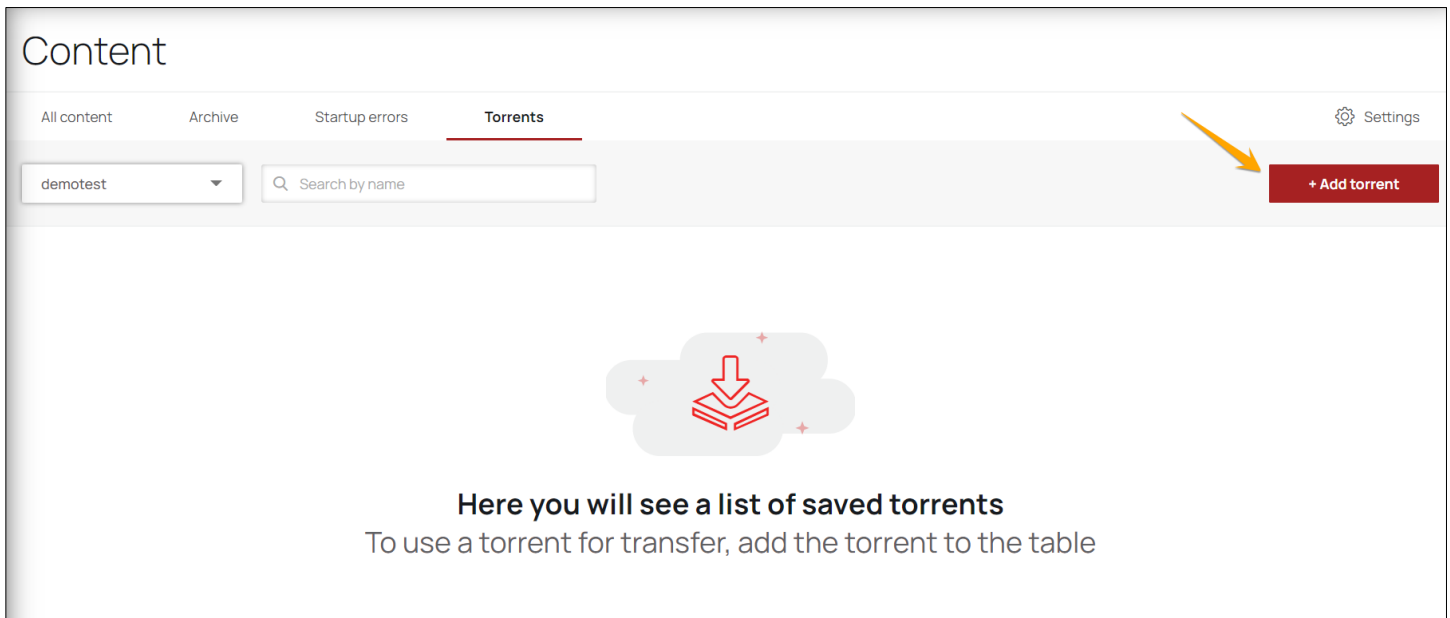 Content
All content Archive Startup errors Torrents Settings
demotest Search by name + Add torrent
Here you will see a list of saved torrents
To use a torrent for transfer, add the torrent to the table